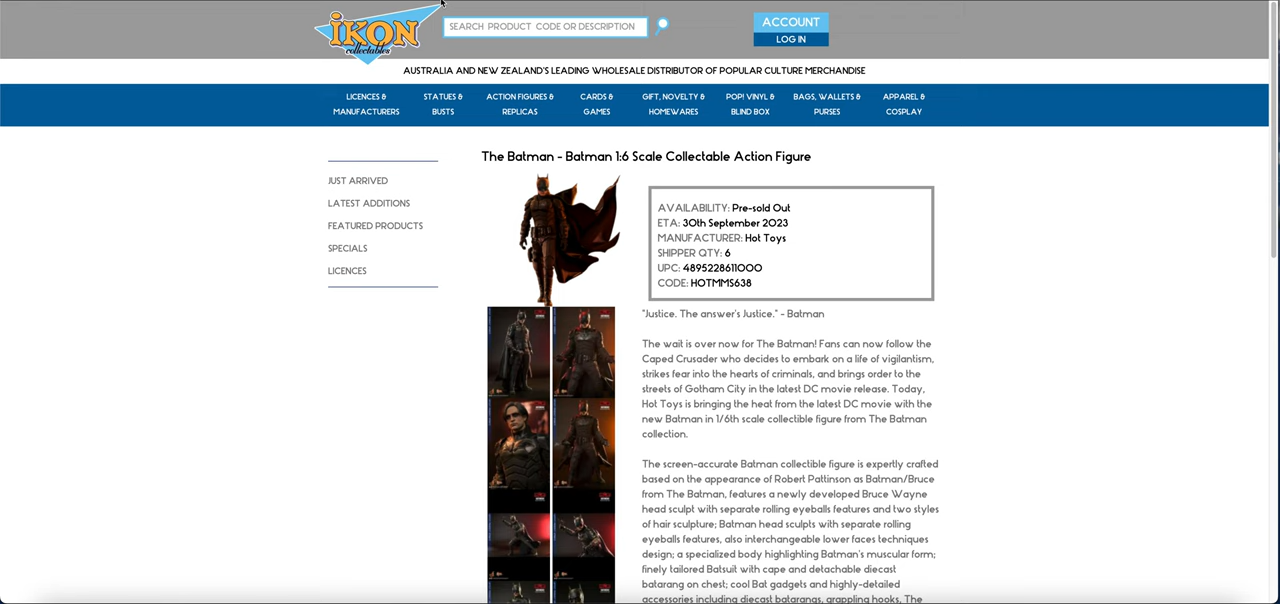 iKON
collectables
SEARCH PRODUCT CODE OR DESCRIPTION
ACCOUNT
LOG IN
AUSTRALIA AND NEW ZEALAND'S LEADING WHOLESALE DISTRIBUTOR OF POPULAR CULTURE MERCHANDISE
LICENCES &
MANUFACTURERS
STATUES &
BUSTS
ACTION FIGURES &
REPLICAS
CARDS &
GAMES
GIFT, NOVELTY &
HOMEWARES
POP! VINYL &
BLIND BOX
BAGS, WALLETS &
PURSES
APPAREL &
COSPLAY
JUST ARRIVED
LATEST ADDITIONS
FEATURED PRODUCTS
SPECIALS
LICENCES
The Batman - Batman 1:6 Scale Collectable Action Figure
AVAILABILITY: Pre-sold Out
ETA: 30th September 2023
MANUFACTURER: Hot Toys
SHIPPER QTY: 6
UPC: 4895228611000
CODE: HOTMMS638
"Justice. The answer's Justice." - Batman
The wait is over now for The Batman! Fans can now follow the
Caped Crusader who decides to embark on a life of vigilantism,
strikes fear into the hearts of criminals, and brings order to the
streets of Gotham City in the latest DC movie release. Today,
Hot Toys is bringing the heat from the latest DC movie with the
new Batman in 1/6th scale collectible figure from The Batman
collection.
The screen-accurate Batman collectible figure is expertly crafted
based on the appearance of Robert Pattinson as Batman/Bruce
from The Batman, features a newly developed Bruce Wayne
head sculpt with separate rolling eyeballs features and two styles
of hair sculpture; Batman head sculpts with separate rolling
eyeballs features, also interchangeable lower faces techniques
design; a specialized body highlighting Batman's muscular form;
finely tailored Batsuit with cape and detachable diecast
batarang on chest; cool Bat gadgets and highly-detailed
accessories including diecast batarangs, grappling hooks, The